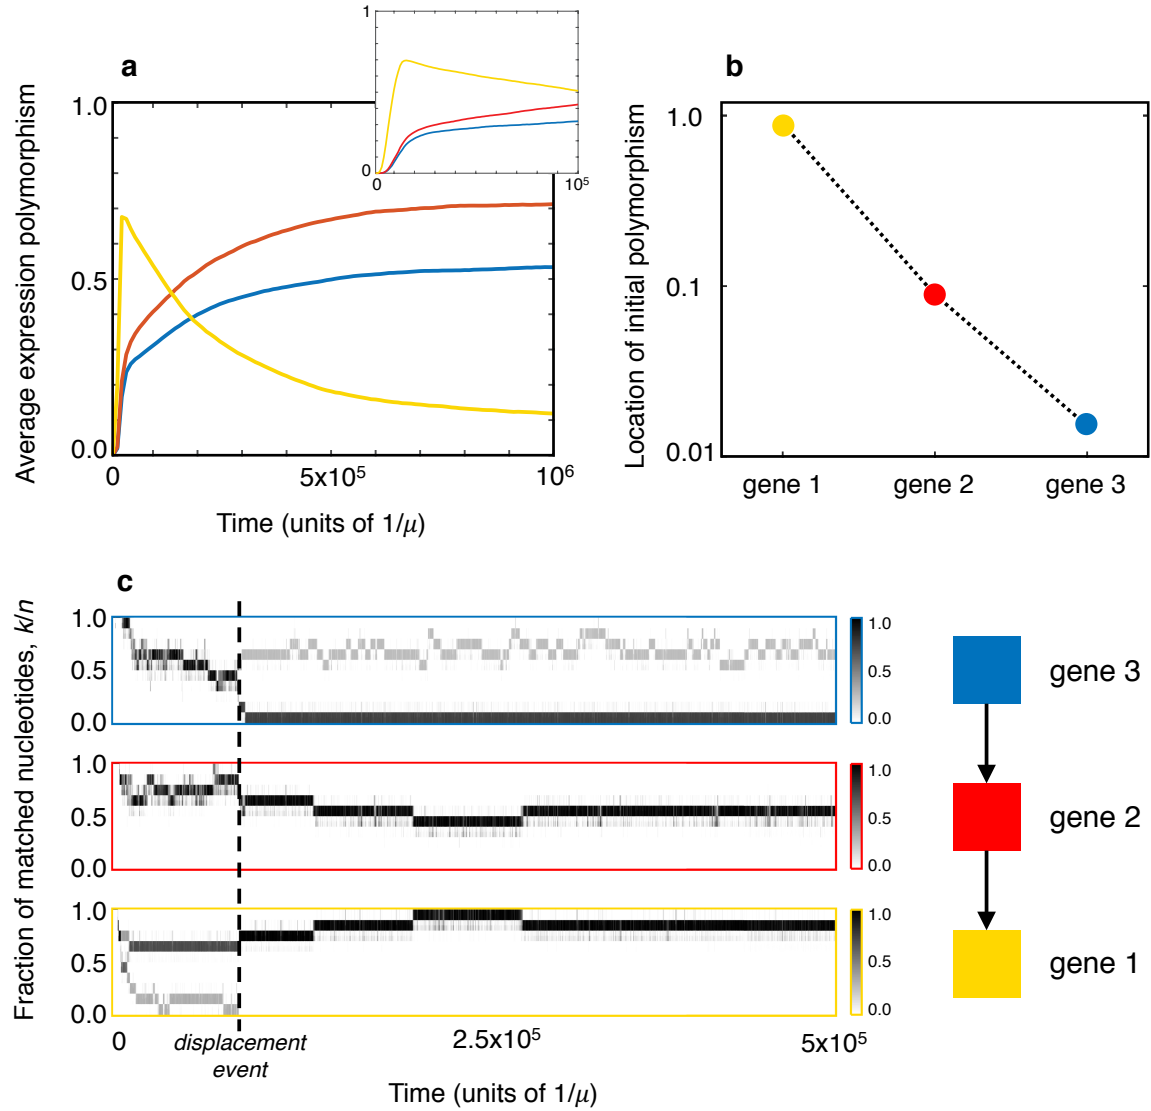 a
1
0
0
10⁵
Average expression polymorphism
1.0
0.5
0.0
0
5x10⁵
10⁶
Time (units of 1/μ)
b
Location of initial polymorphism
1.0
0.1
0.01
gene 1
gene 2
gene 3
c
Fraction of matched nucleotides, k/n
1.0
0.5
0.0
1.0
0.5
0.0
gene 3
1.0
0.5
0.0
1.0
0.5
0.0
gene 2
1.0
0.5
1.0
1.0
0.5
0.0
gene 1
0
displacement
event
2.5x10⁵
5x10⁵
Time (units of 1/μ)